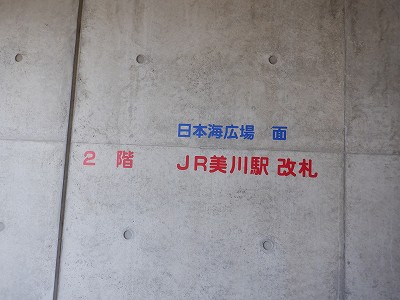 日本海広場　面
２　階　　ＪＲ美川駅 改札